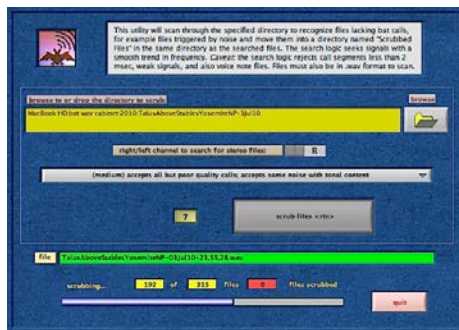 This utility will scan through the specified directory to recognize files lacking bat calls,
for example files triggered by noise and move them into a directory named "Scrubbed
Files" in the same directory as the searched files. The search logic seeks signals with a
smooth trend in frequency. Caveat: the search logic rejects call segments less than 2
msec, weak signals, and also voice note files. Files must also be in .wav format to scan.
browse to or drop the directory to scrub:
browse
MacBook HD:bat wav cabinet 2010:TalusAboveStablesYosemiteNP-3Jul10
right/left channel to search for stereo files:
R
(medium) accepts all but poor quality calls; accepts some noise with tonal content
?
scrub files <rtn>
file
TalusAboveStablesYosemiteNP-03Jul10-23,33,28.wav
scrubbing... 192 of 313 files 0 files scrubbed
quit